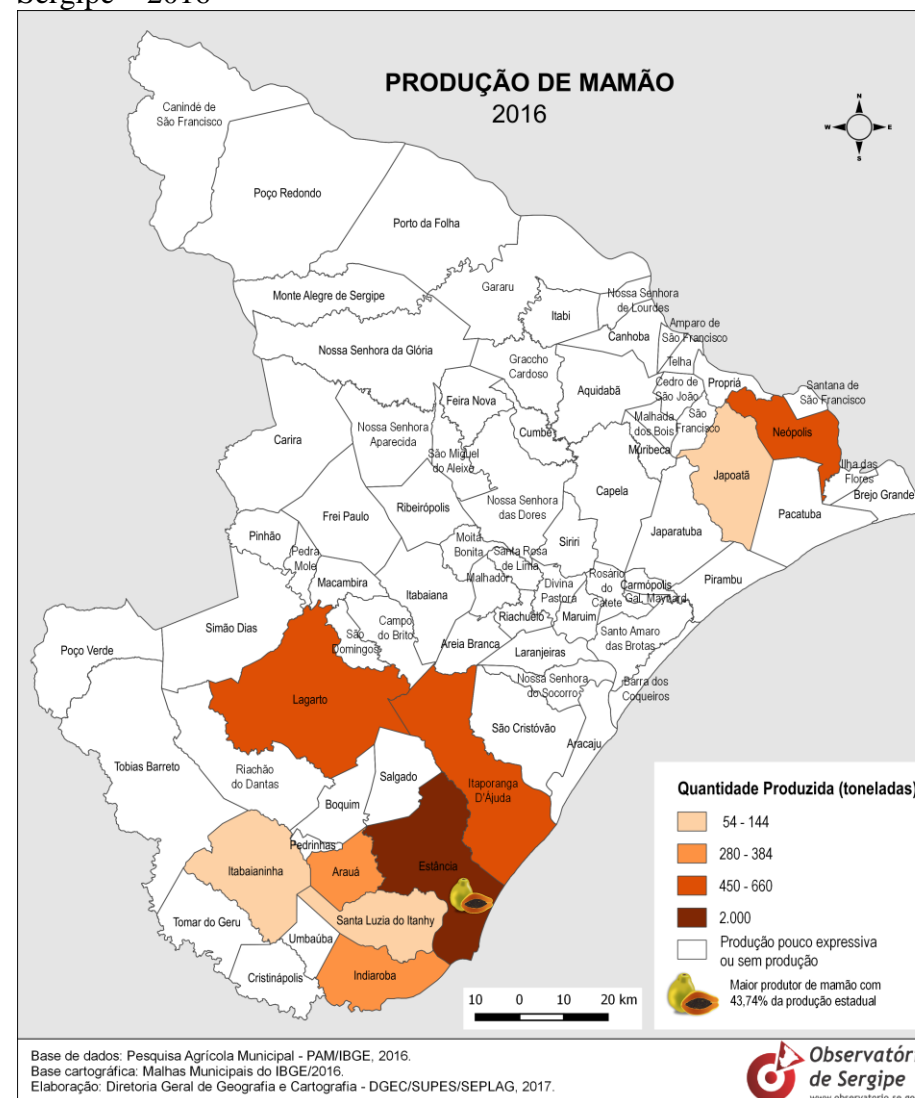 Sergipe – 2016
PRODUÇÃO DE MAMÃO
2016
N
W
E
S
Canindé de
São Francisco
Poço Redondo
Porto da Folha
Monte Alegre de Sergipe
Gararu
Nossa Senhora
de Lourdes
Itabi
Canhoba
Amparo de
São Francisco
Nossa Senhora da Glória
Graccho
Cardoso
Telha
Aquidabã
Cedro de
São João
Propriá
Santana de
São Francisco
Feira Nova
Carira
Nossa Senhora
Aparecida
Cumbe
Malhada
dos Bois
São
Francisco
Neópolis
São Miguel
do Aleixo
Muribeca
Japoatã
Ilha das
Flores
Brejo Grande
Capela
Nossa Senhora
das Dores
Ribeirópolis
Frei Paulo
Pacatuba
Japaratuba
Pinhão
Pedra
Mole
Moita
Bonita
Santa Rosa
de Lima
Siriri
Malhador
Macambira
Itabaiana
Divina
Pastora
Rosário
do
Catete
Carmópolis
Gal. Maynard
Pirambu
Riachuelo
Maruim
Simão Dias
São
Domingos
Campo
do Brito
Areia Branca
Laranjeiras
Santo Amaro
das Brotas
Poço Verde
Nossa Senhora
do Socorro
Barra dos
Coqueiros
Lagarto
São Cristóvão
Aracaju
Tobias Barreto
Riachão
do Dantas
Salgado
Itaporanga
D'Ájuda
Boquim
Pedrinhas
Itabaianinha
Arauá
Estância
Tomar do Geru
Santa Luzia do Itanhy
Umbaúba
Cristinápolis
Indiaroba
Quantidade Produzida (toneladas)
54 - 144
280 - 384
450 - 660
2.000
Produção pouco expressiva
ou sem produção
Maior produtor de mamão com
43,74% da produção estadual
10 0 10 20 km
Base de dados: Pesquisa Agrícola Municipal - PAM/IBGE, 2016.
Base cartográfica: Malhas Municipais do IBGE/2016.
Elaboração: Diretoria Geral de Geografia e Cartografia - DGEC/SUPES/SEPLAG, 2017.
Observatóri
de Sergipe